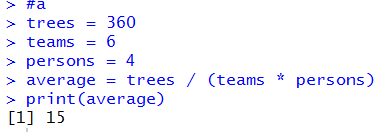 > #a
> trees = 360
> teams = 6
> persons = 4
> average = trees / (teams * persons)
> print(average)
[1] 15